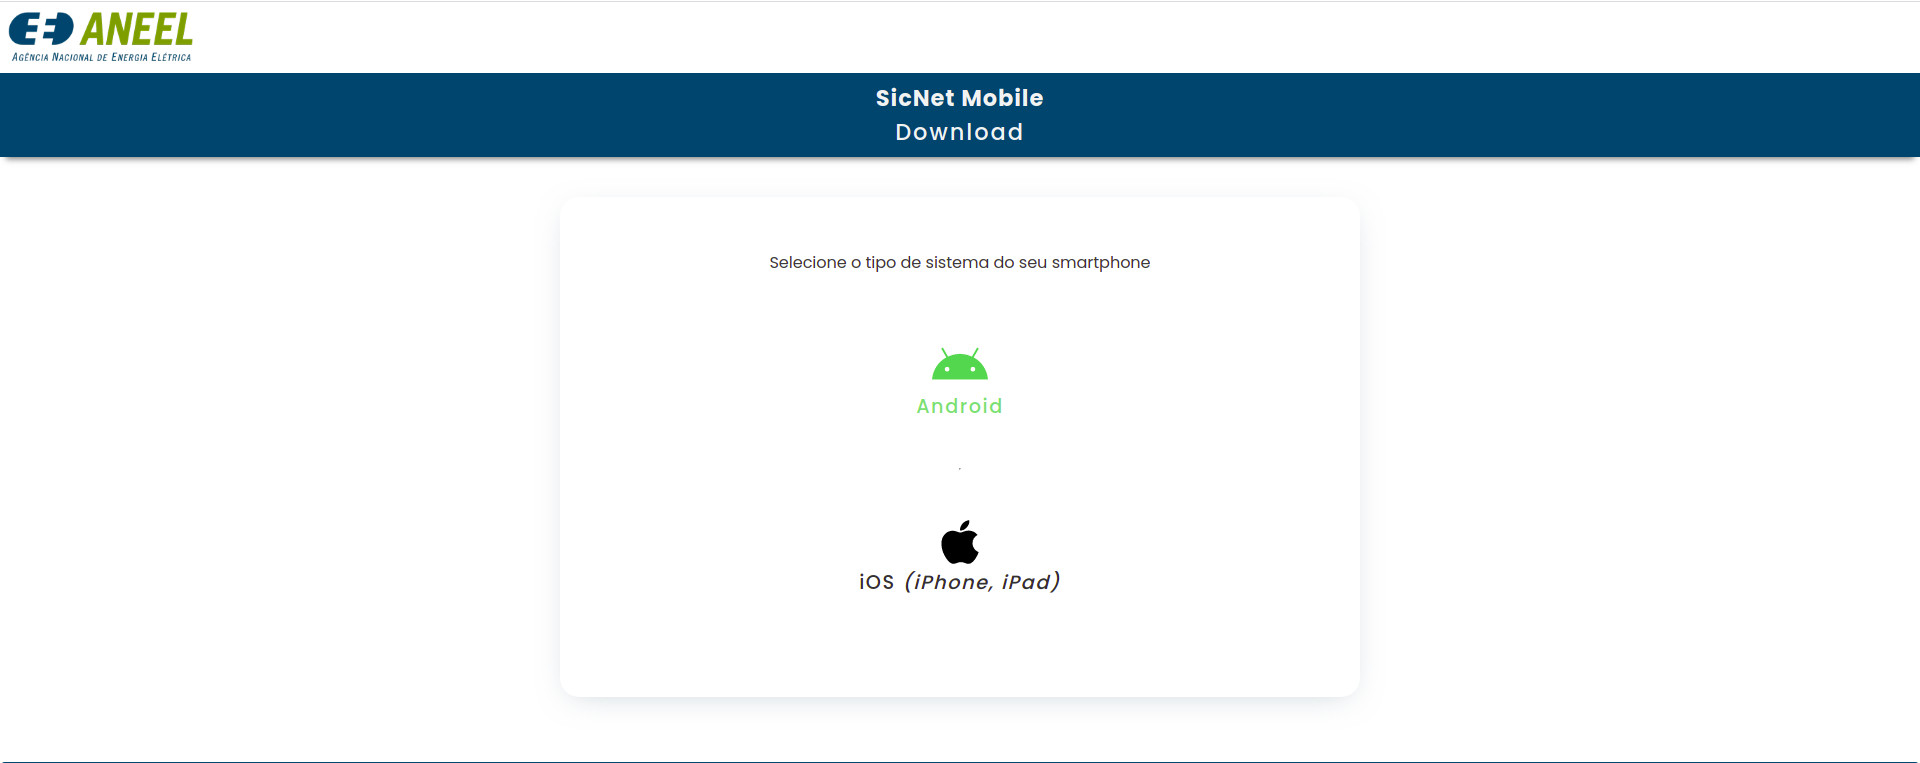 ANEEL
AGÊNCIA NACIONAL DE ENERGIA ELÉTRICA
SicNet Mobile
Download
Selecione o tipo de sistema do seu smartphone
Android
.
iOS (iPhone, iPad)